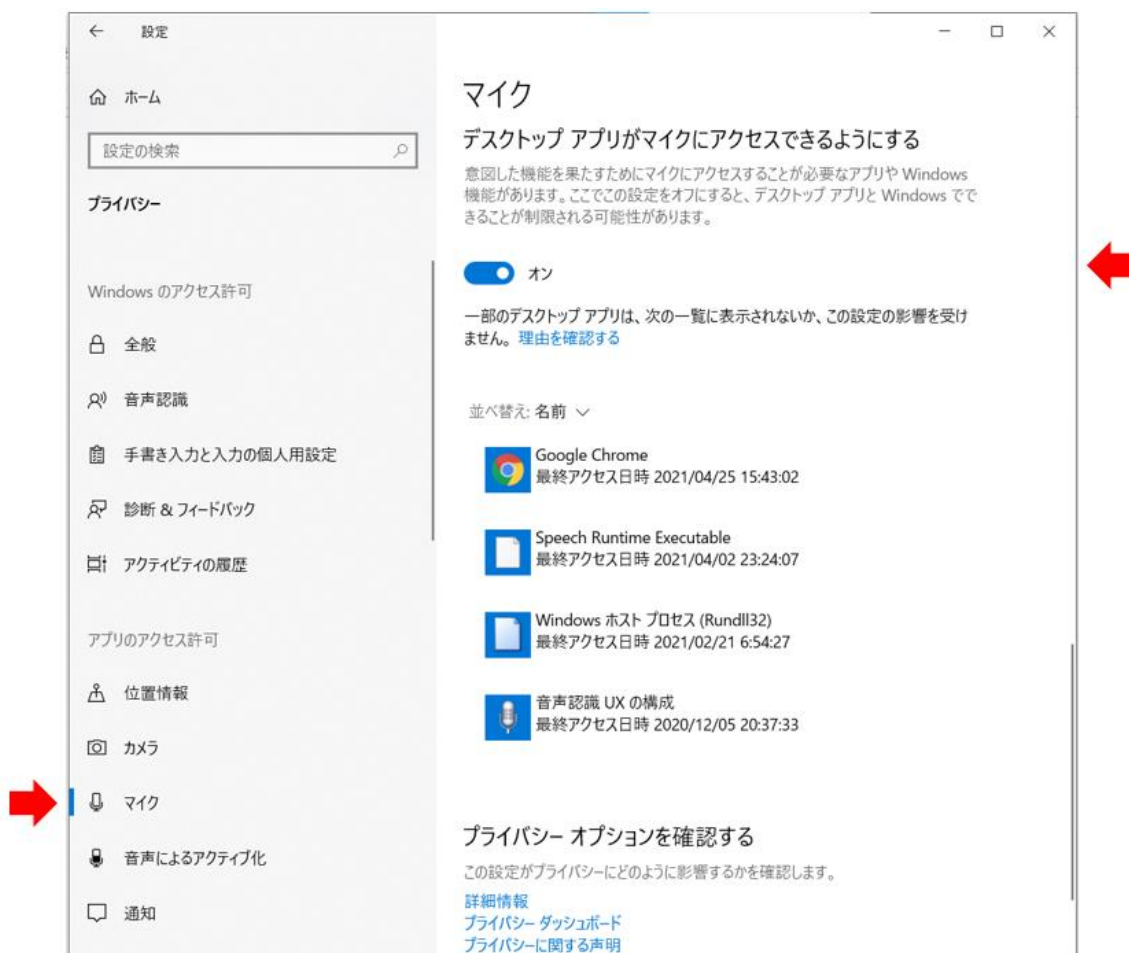 設定
ホーム
設定の検索
プライバシー
Windows のアクセス許可
全般
音声認識
手書き入力と入力の個人用設定
診断 & フィードバック
アクティビティの履歴
アプリのアクセス許可
位置情報
カメラ
マイク
音声によるアクティブ化
通知
マイク
デスクトップ アプリがマイクにアクセスできるようにする
意図した機能を果たすためにマイクにアクセスすることが必要なアプリや Windows
機能があります。ここでこの設定をオフにすると、デスクトップ アプリと Windows でで
きることが制限される可能性があります。
オン
一部のデスクトップ アプリは、次の一覧に表示されないか、この設定の影響を受け
ません。 理由を確認する
並べ替え: 名前
Google Chrome
最終アクセス日時 2021/04/25 15:43:02
Speech Runtime Executable
最終アクセス日時 2021/04/02 23:24:07
Windows ホスト プロセス (Rundll32)
最終アクセス日時 2021/02/21 6:54:27
音声認識 UX の構成
最終アクセス日時 2020/12/05 20:37:33
プライバシー オプションを確認する
この設定がプライバシーにどのように影響するかを確認します。
詳細情報
プライバシー ダッシュボード
プライバシーに関する声明